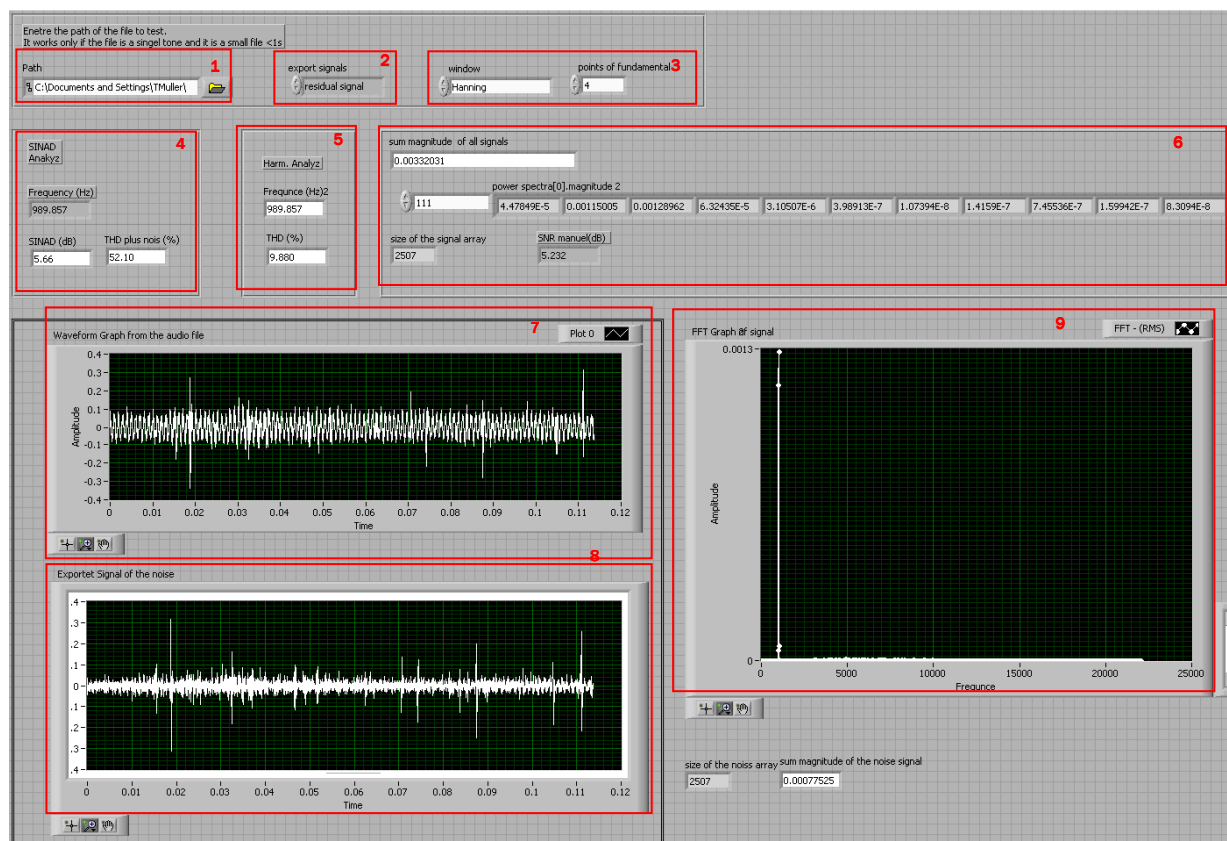 Enetre the path of the file to test.
It works only if the file is a singel tone and it is a small file <1s
Path
1
C:\Documents and Settings\TMuller\
export signals
2
residual signal
window
Hanning
points of fundamental
3
4
SINAD
Anakyz
4
Frequency (Hz)
989.857
SINAD (dB)
THD plus nois (%)
5.66
52.10
5
Harm. Analyz
Frequnce (Hz)2
989.857
THD (%)
9.880
sum magnitude of all signals
6
0.00332031
power spectra[0].magnitude 2
111
4.47849E-5
0.00115005
0.00128962
6.32435E-5
3.10507E-6
3.98913E-7
1.07394E-8
1.4159E-7
7.45536E-7
1.59942E-7
8.3094E-8
size of the signal array
2507
SNR manuel(dB)
5.232
7
Waveform Graph from the audio file
Plot 0
0.4
0.3
0.2
0.1
0
-0.1
-0.2
-0.3
-0.4
Amplitude
0 0.01 0.02 0.03 0.04 0.05 0.06 0.07 0.08 0.09 0.1 0.11 0.12
Time
8
Exportet Signal of the noise
.4
.3
.2
.1
0
.1
.2
.3
.4
0 0.01 0.02 0.03 0.04 0.05 0.06 0.07 0.08 0.09 0.1 0.11 0.12
Time
9
FFT Graph of signal
FFT - (RMS)
0.0013
Amplitude
0
0 5000 10000 15000 20000 25000
Frequnce
size of the noiss array
2507
sum magnitude of the noise signal
0.00077525